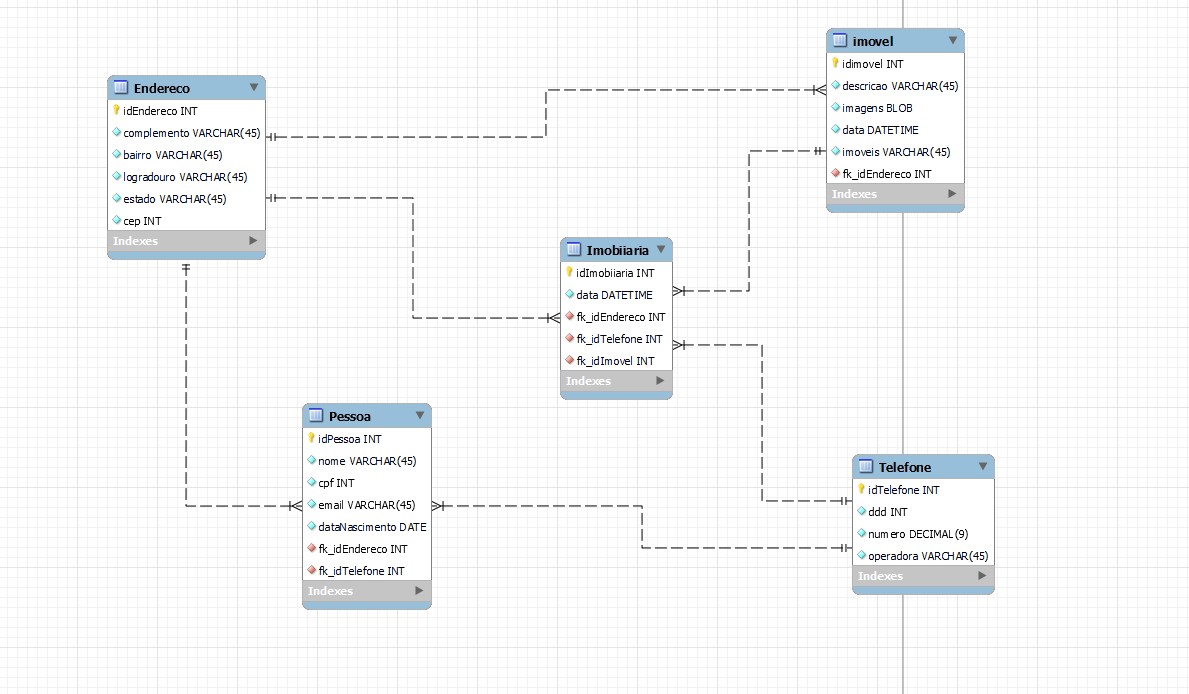 Endereco
idEndereco INT
complemento VARCHAR(45)
bairro VARCHAR(45)
logradouro VARCHAR(45)
estado VARCHAR(45)
cep INT
Indexes
imovel
idimovel INT
descricao VARCHAR(45)
imagens BLOB
data DATETIME
imoveis VARCHAR(45)
fk_idEndereco INT
Indexes
Imobiiaria
idImobiiaria INT
data DATETIME
fk_idEndereco INT
fk_idTelefone INT
fk_idImovel INT
Indexes
Pessoa
idPessoa INT
nome VARCHAR(45)
cpf INT
email VARCHAR(45)
dataNascimento DATE
fk_idEndereco INT
fk_idTelefone INT
Indexes
Telefone
idTelefone INT
ddd INT
numero DECIMAL(9)
operadora VARCHAR(45)
Indexes